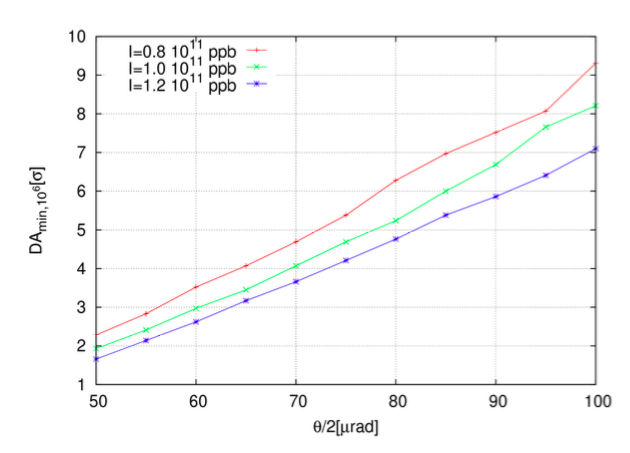 I=0.8 10^11 ppb
I=1.0 10^11 ppb
I=1.2 10^11 ppb
10
9
8
7
6
5
4
3
2
1
DAmin,10^6[σ]
50 60 70 80 90 100
θ/2[μrad]